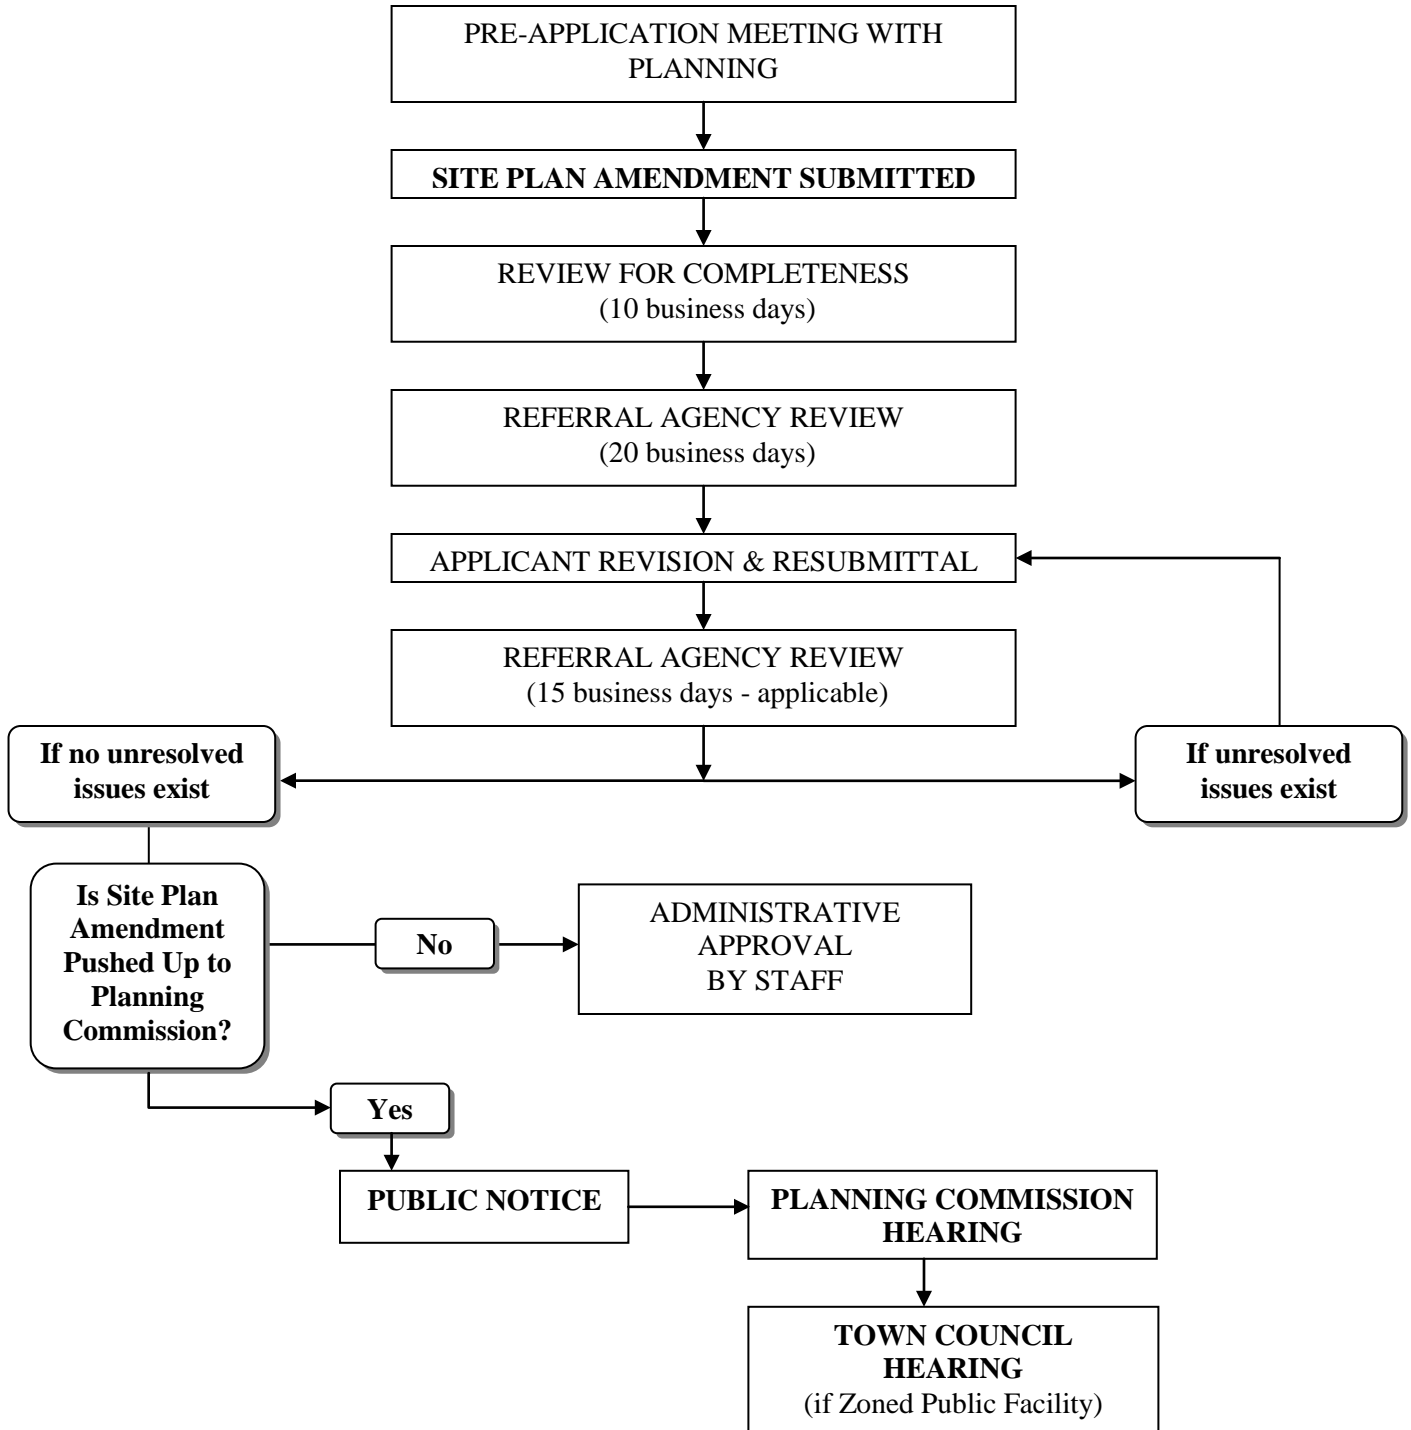 PRE-APPLICATION MEETING WITH
PLANNING
SITE PLAN AMENDMENT SUBMITTED
REVIEW FOR COMPLETENESS
(10 business days)
REFERRAL AGENCY REVIEW
(20 business days)
APPLICANT REVISION & RESUBMITTAL
REFERRAL AGENCY REVIEW
(15 business days - applicable)
If no unresolved
issues exist
If unresolved
issues exist
Is Site Plan
Amendment
Pushed Up to
Planning
Commission?
No
ADMINISTRATIVE
APPROVAL
BY STAFF
Yes
PUBLIC NOTICE
PLANNING COMMISSION
HEARING
TOWN COUNCIL
HEARING
(if Zoned Public Facility)